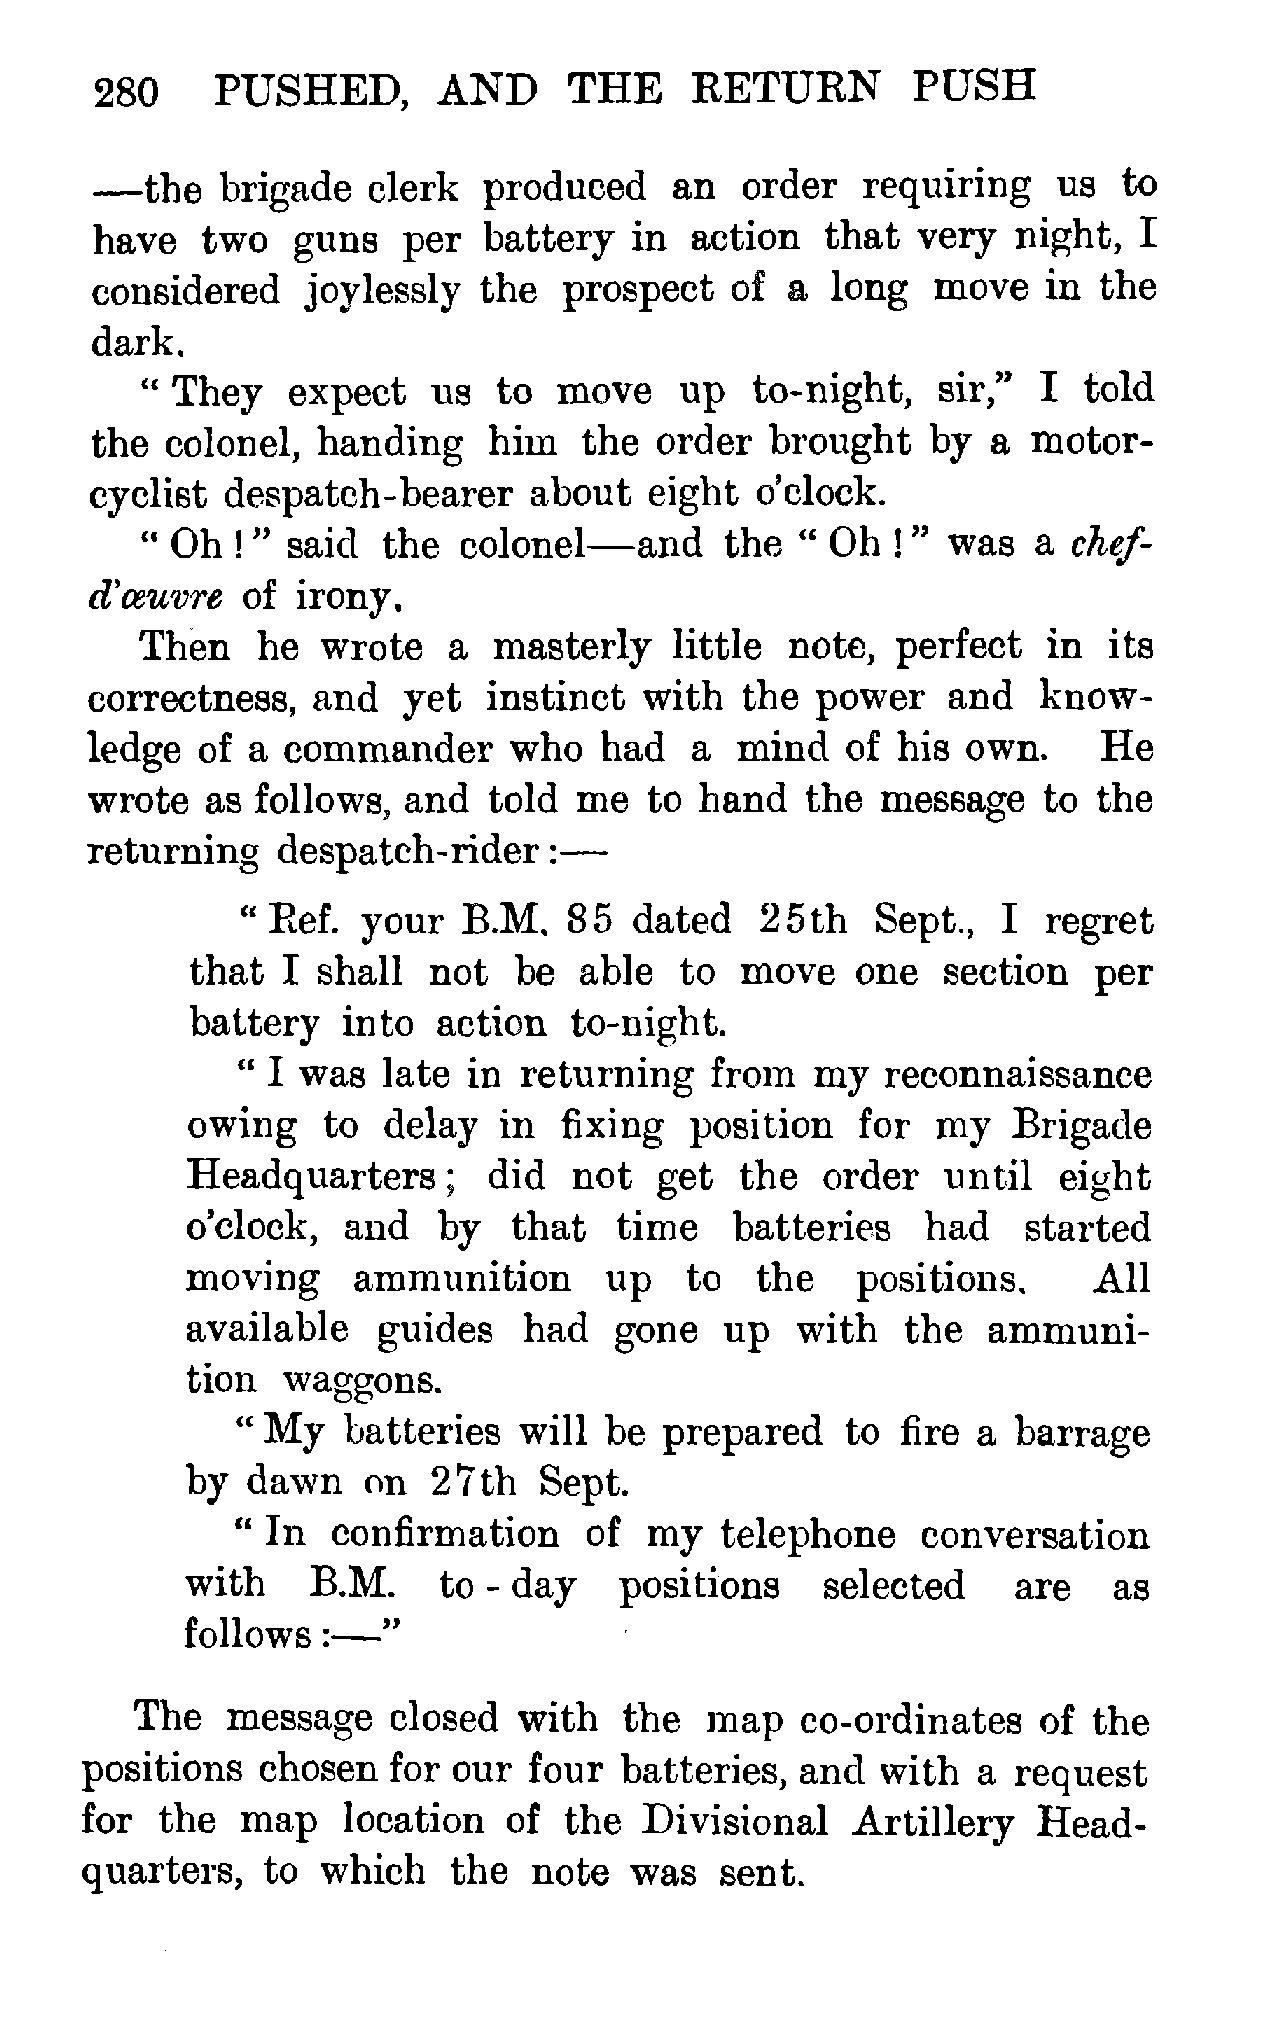 280 PUSHED, AND THE RETURN PUSH
—the brigade clerk produced an order requiring us to
have two guns per battery in action that very night, I
considered joylessly the prospect of a long move in the
dark.
“ They expect us to move up to-night, sir,” I told
the colonel, handing him the order brought by a motor-
cyclist despatch-bearer about eight o’clock.
“ Oh ! ” said the colonel—and the “ Oh ! ” was a chef-
d’œuvre of irony.
Then he wrote a masterly little note, perfect in its
correctness, and yet instinct with the power and know-
ledge of a commander who had a mind of his own. He
wrote as follows, and told me to hand the message to the
returning despatch-rider :—
“ Ref. your B.M. 85 dated 25th Sept., I regret
that I shall not be able to move one section per
battery into action to-night.
“ I was late in returning from my reconnaissance
owing to delay in fixing position for my Brigade
Headquarters ; did not get the order until eight
o’clock, and by that time batteries had started
moving ammunition up to the positions. All
available guides had gone up with the ammuni-
tion waggons.
“ My batteries will be prepared to fire a barrage
by dawn on 27th Sept.
“ In confirmation of my telephone conversation
with B.M. to - day positions selected are as
follows :—”
The message closed with the map co-ordinates of the
positions chosen for our four batteries, and with a request
for the map location of the Divisional Artillery Head-
quarters, to which the note was sent.